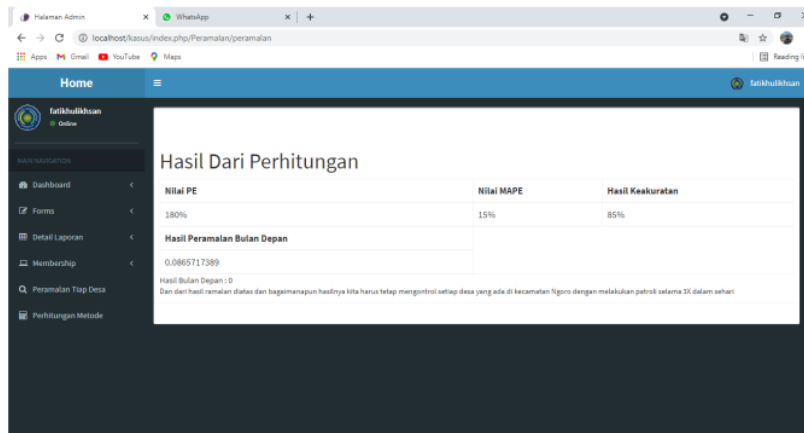 Halaman Admin
WhatsApp
localhost/kasus/index.php/Peramalan/peramalan
Apps Gmail YouTube Maps Reading li
Home
fatikhulikhsan
fatikhulikhsan
Online
MAIN NAVIGATION
Dashboard
Forms
Detail Laporan
Membership
Peramalan Tiap Desa
Perhitungan Metode
Hasil Dari Perhitungan
Nilai PE Nilai MAPE Hasil Keakuratan
180% 15% 85%
Hasil Peramalan Bulan Depan
0.0865717389
Hasil Bulan Depan : 0
Dan dari hasil ramalan diatas dan bagaimanapun hasilnya kita harus tetap mengontrol setiap desa yang ada di kecamatan Ngoro dengan melakukan patroli selama 3X dalam sehari